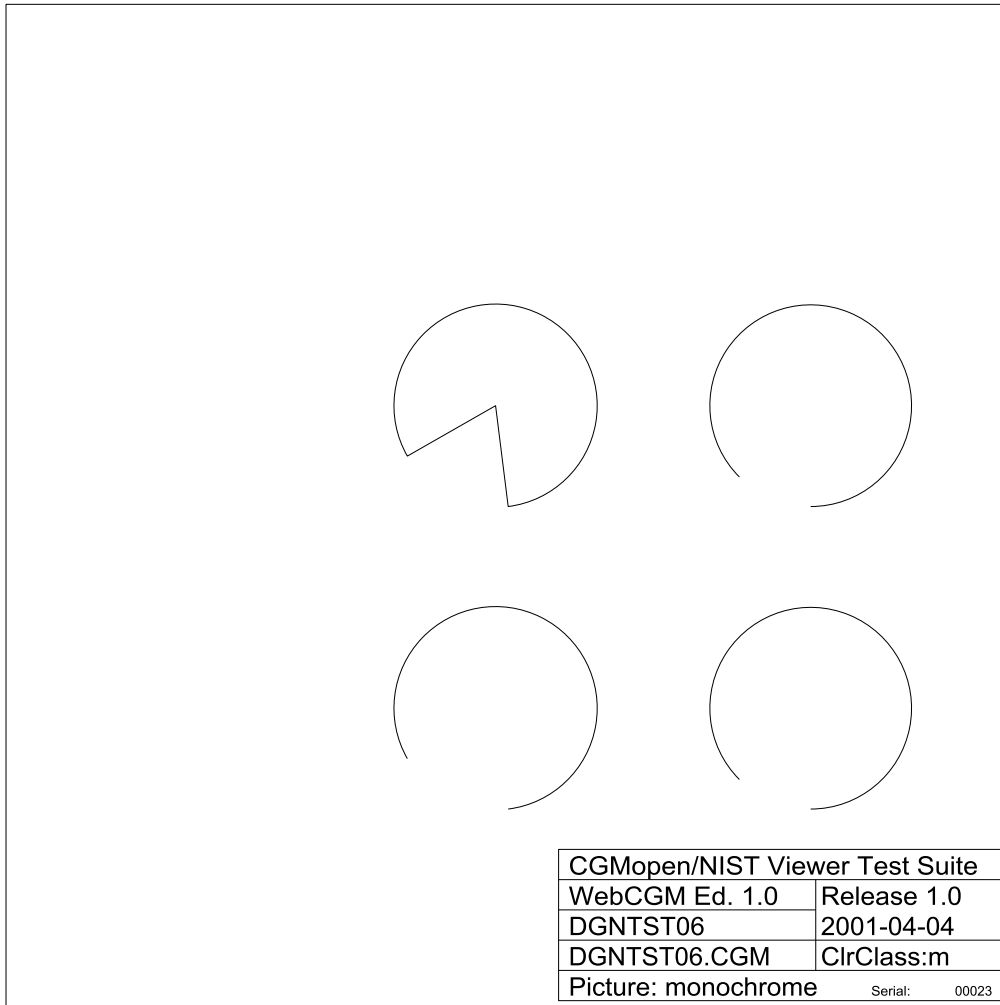 CGMopen/NIST Viewer Test Suite
WebCGM Ed. 1.0 Release 1.0
DGNTST06 2001-04-04
DGNTST06.CGM ClrClass:m
Picture: monochrome Serial: 00023